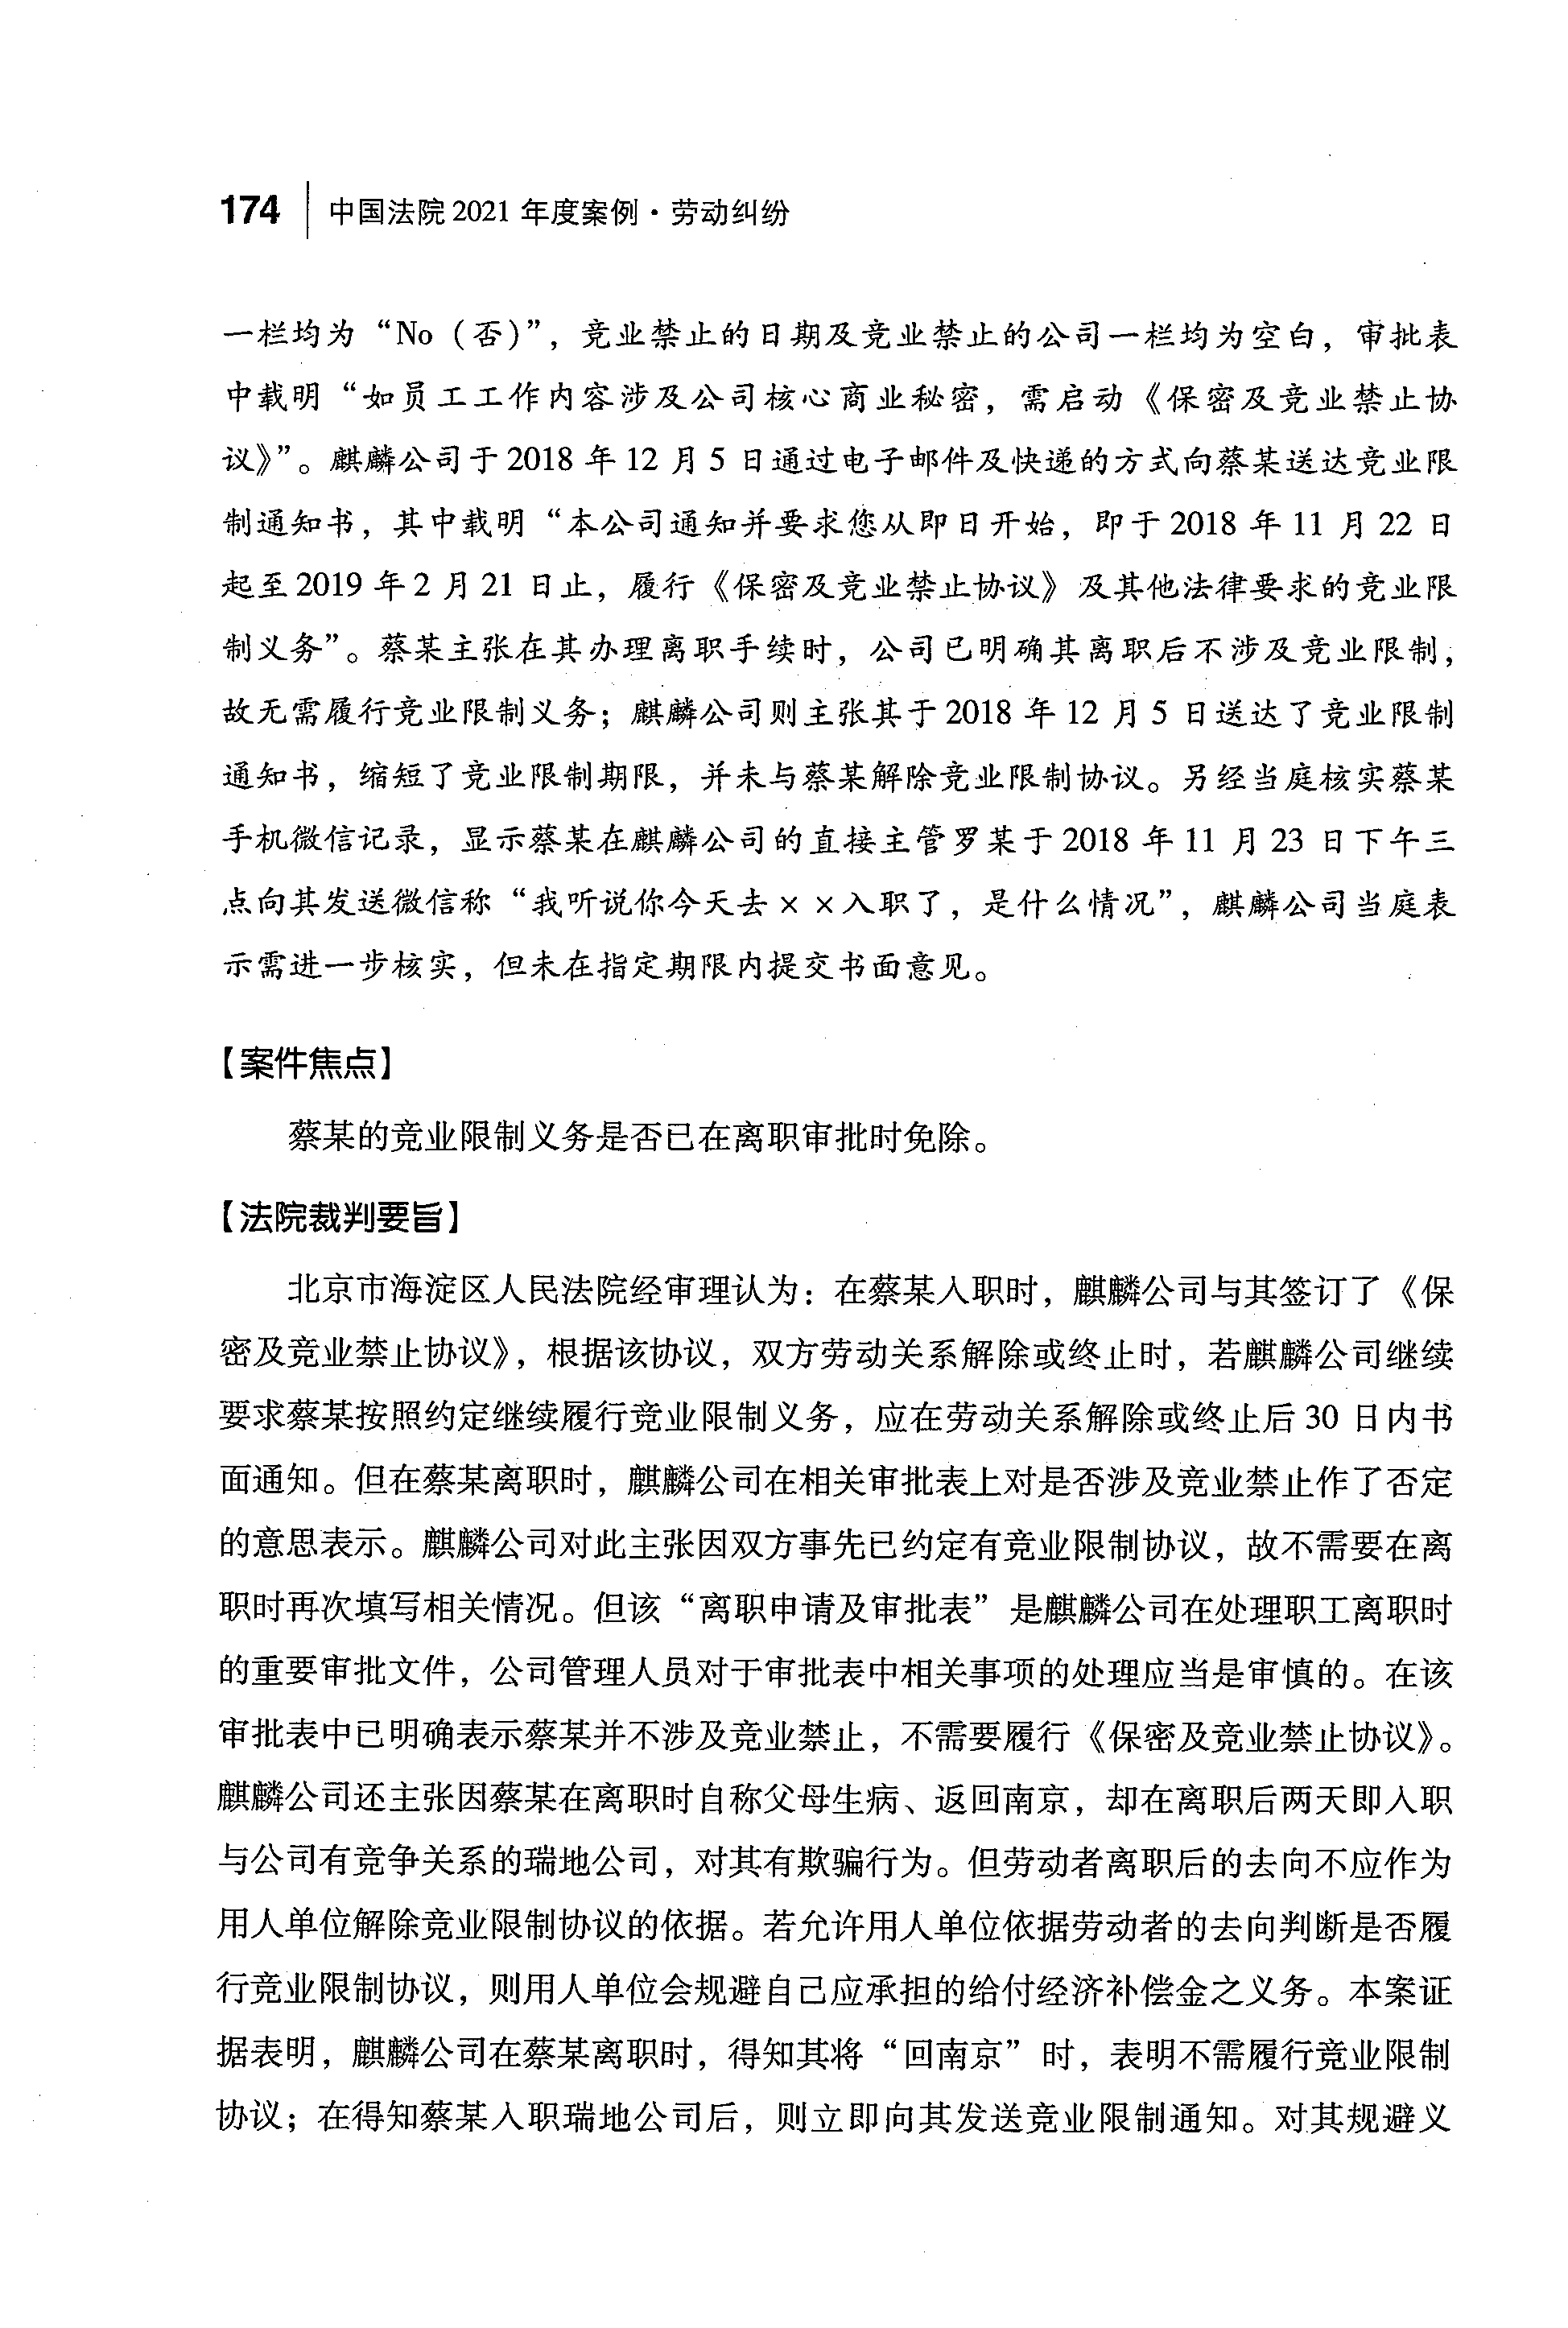 174 中国法院2021年度案例·劳动纠纷
一栏均为“No（否）”，竞业禁止的日期及竞业禁止的公司一栏均为空白，审批表
中载明“如员工工作内容涉及公司核心商业秘密，需启动《保密及竞业禁止协
议》”。麒麟公司于2018年12月5日通过电子邮件及快递的方式向蔡某送达竞业限
制通知书，其中载明“本公司通知并要求您从即日开始，即于2018年11月22日
起至2019年2月21日止，履行《保密及竞业禁止协议》及其他法律要求的竞业限
制义务”。蔡某主张在其办理离职手续时，公司已明确其离职后不涉及竞业限制，
故无需履行竞业限制义务；麒麟公司则主张其于2018年12月5日送达了竞业限制
通知书，缩短了竞业限制期限，并未与蔡某解除竞业限制协议。另经当庭核实蔡某
手机微信记录，显示蔡某在麒麟公司的直接主管罗某于2018年11月23日下午三
点向其发送微信称“我听说你今天去××入职了，是什么情况”，麒麟公司当庭表
示需进一步核实，但未在指定期限内提交书面意见。
【案件焦点】
蔡某的竞业限制义务是否已在离职审批时免除。
【法院裁判要旨】
北京市海淀区人民法院经审理认为：在蔡某入职时，麒麟公司与其签订了《保
密及竞业禁止协议》，根据该协议，双方劳动关系解除或终止时，若麒麟公司继续
要求蔡某按照约定继续履行竞业限制义务，应在劳动关系解除或终止后30日内书
面通知。但在蔡某离职时，麒麟公司在相关审批表上对是否涉及竞业禁止作了否定
的意思表示。麒麟公司对此主张因双方事先已约定有竞业限制协议，故不需要在离
职时再次填写相关情况。但该“离职申请及审批表”是麒麟公司在处理职工离职时
的重要审批文件，公司管理人员对于审批表中相关事项的处理应当是审慎的。在该
审批表中已明确表示蔡某并不涉及竞业禁止，不需要履行《保密及竞业禁止协议》。
麒麟公司还主张因蔡某在离职时自称父母生病、返回南京，却在离职后两天即入职
与公司有竞争关系的瑞地公司，对其有欺骗行为。但劳动者离职后的去向不应作为
用人单位解除竞业限制协议的依据。若允许用人单位依据劳动者的去向判断是否履
行竞业限制协议，则用人单位会规避自己应承担的给付经济补偿金之义务。本案证
据表明，麒麟公司在蔡某离职时，得知其将“回南京”时，表明不需履行竞业限制
协议；在得知蔡某入职瑞地公司后，则立即向其发送竞业限制通知。对其规避义